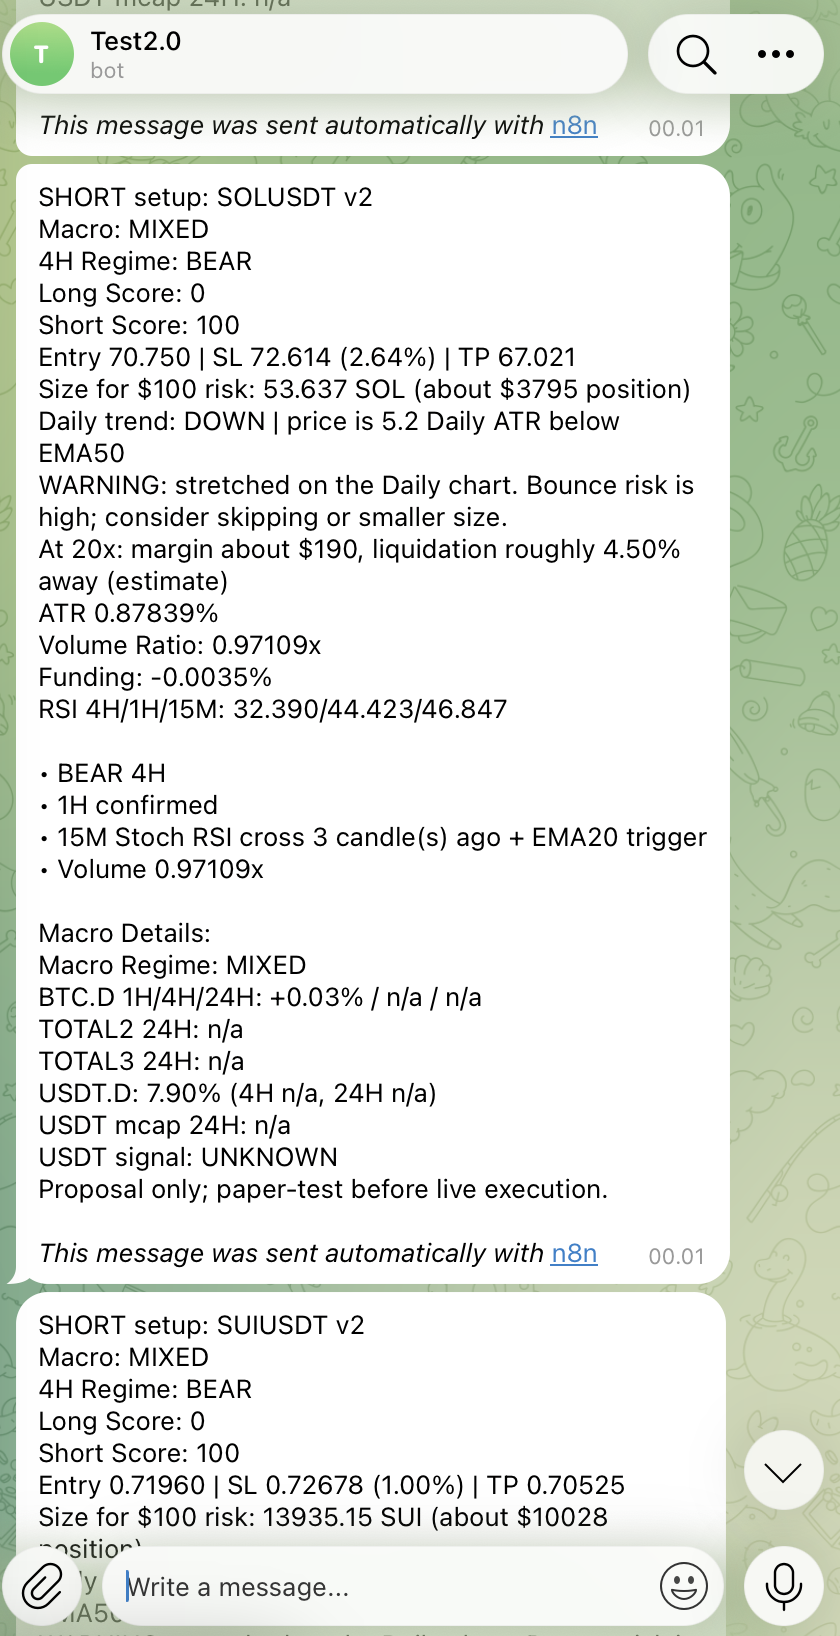 USDT mcap 24H: n/a
T
Test2.0
bot
This message was sent automatically with n8n 00.01
SHORT setup: SOLUSDT v2
Macro: MIXED
4H Regime: BEAR
Long Score: 0
Short Score: 100
Entry 70.750 | SL 72.614 (2.64%) | TP 67.021
Size for $100 risk: 53.637 SOL (about $3795 position)
Daily trend: DOWN | price is 5.2 Daily ATR below
EMA50
WARNING: stretched on the Daily chart. Bounce risk is
high; consider skipping or smaller size.
At 20x: margin about $190, liquidation roughly 4.50%
away (estimate)
ATR 0.87839%
Volume Ratio: 0.97109x
Funding: -0.0035%
RSI 4H/1H/15M: 32.390/44.423/46.847
• BEAR 4H
• 1H confirmed
• 15M Stoch RSI cross 3 candle(s) ago + EMA20 trigger
• Volume 0.97109x
Macro Details:
Macro Regime: MIXED
BTC.D 1H/4H/24H: +0.03% / n/a / n/a
TOTAL2 24H: n/a
TOTAL3 24H: n/a
USDT.D: 7.90% (4H n/a, 24H n/a)
USDT mcap 24H: n/a
USDT signal: UNKNOWN
Proposal only; paper-test before live execution.
This message was sent automatically with n8n 00.01
SHORT setup: SUIUSDT v2
Macro: MIXED
4H Regime: BEAR
Long Score: 0
Short Score: 100
Entry 0.71960 | SL 0.72678 (1.00%) | TP 0.70525
Size for $100 risk: 13935.15 SUI (about $10028
position)
Write a message...